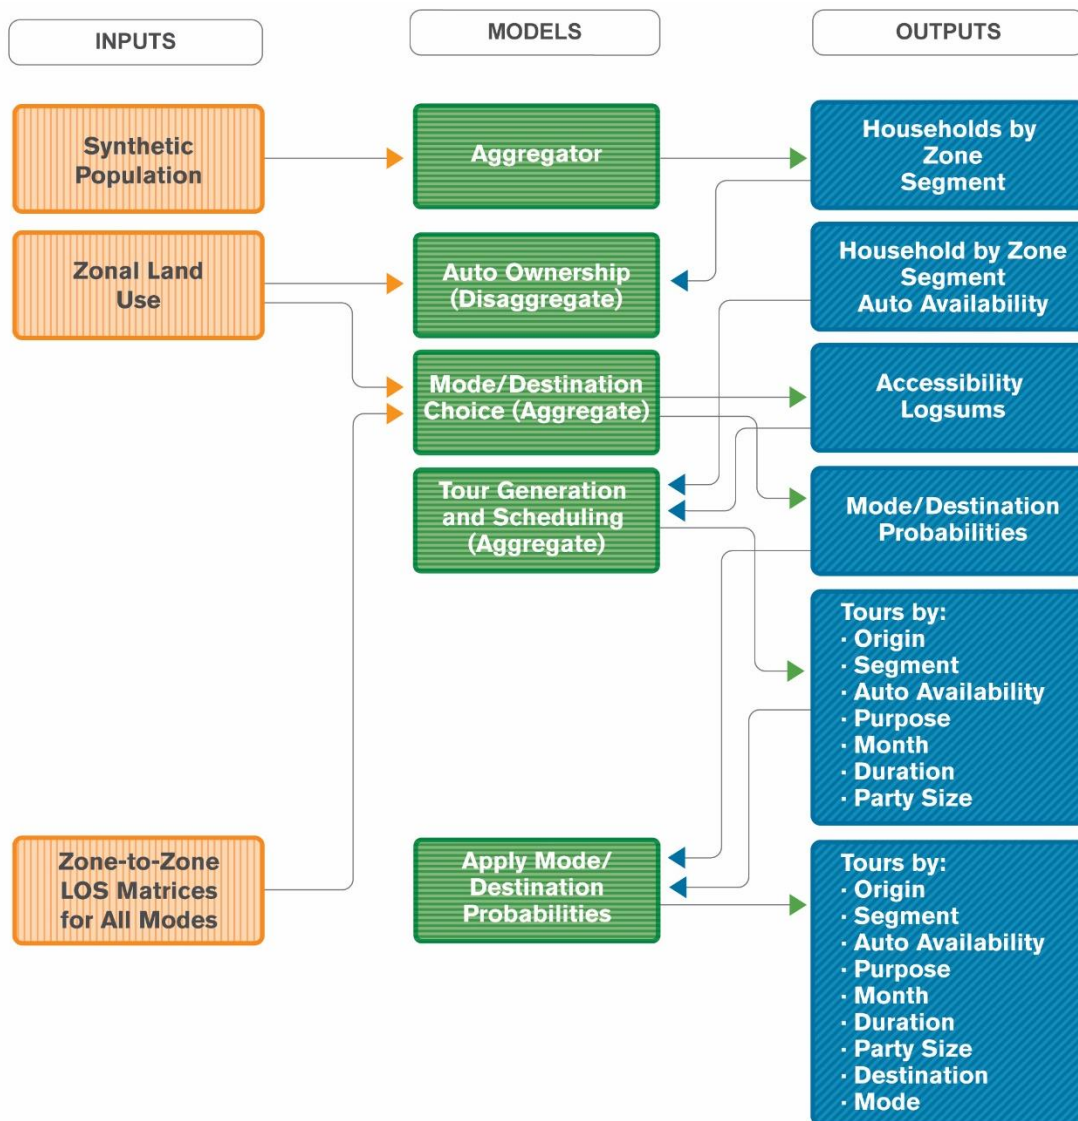 INPUTS
MODELS
OUTPUTS
Synthetic
Population
Aggregator
Households by
Zone
Segment
Zonal Land
Use
Auto Ownership
(Disaggregate)
Household by Zone
Segment
Auto Availability
Mode/Destination
Choice (Aggregate)
Accessibility
Logsums
Tour Generation
and Scheduling
(Aggregate)
Mode/Destination
Probabilities
Tours by:
· Origin
· Segment
· Auto Availability
· Purpose
· Month
· Duration
· Party Size
Zone-to-Zone
LOS Matrices
for All Modes
Apply Mode/
Destination
Probabilities
Tours by:
· Origin
· Segment
· Auto Availability
· Purpose
· Month
· Duration
· Party Size
· Destination
· Mode